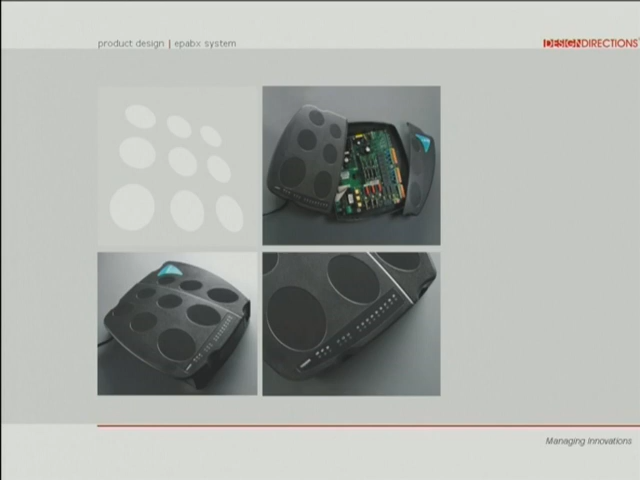 product design | epabx system
DESIGNDIRECTIONS
Managing Innovations